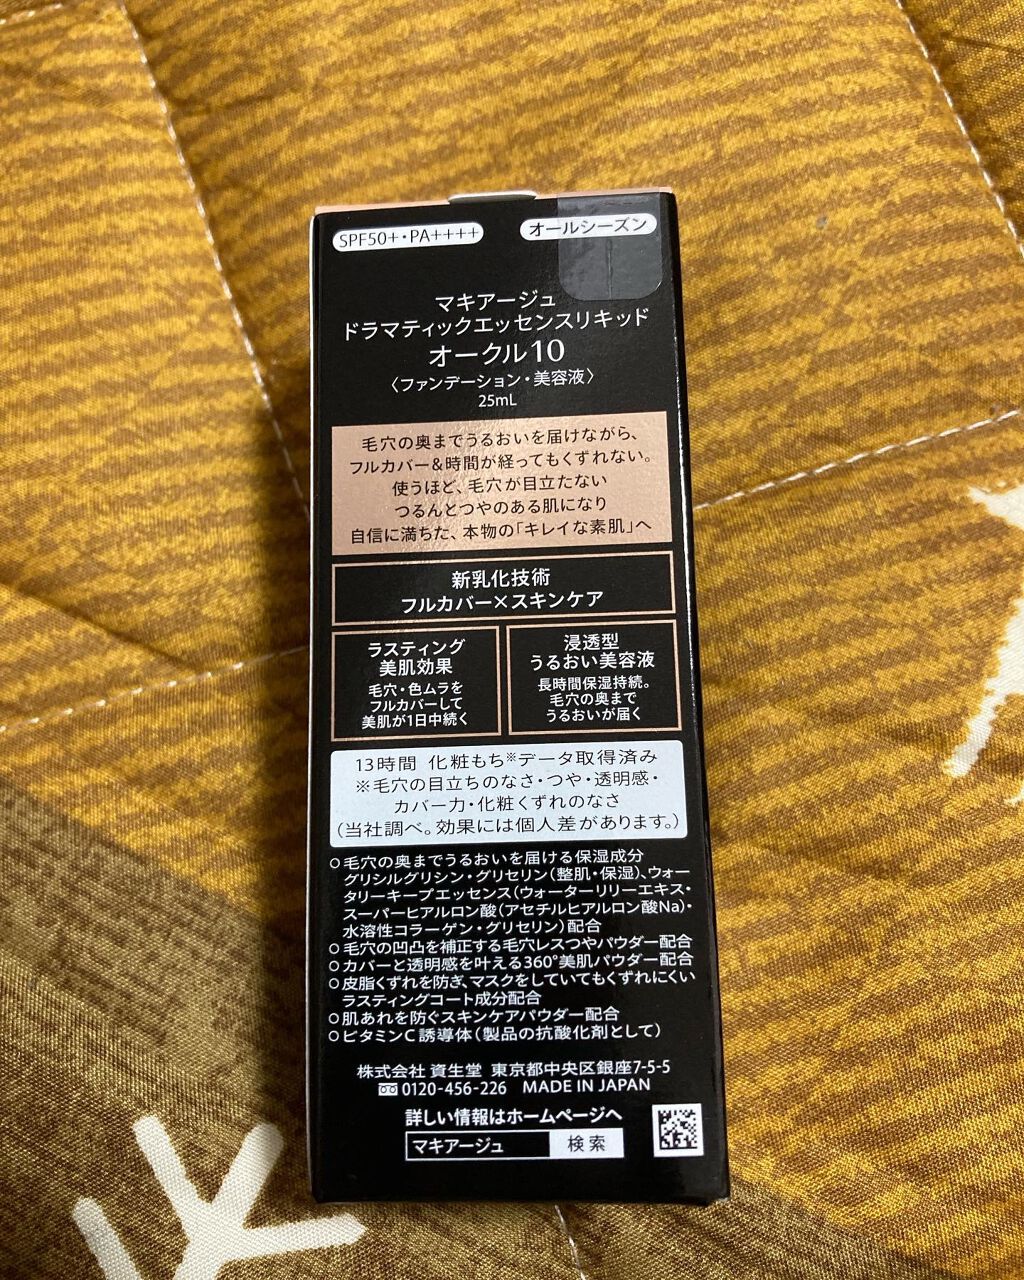 SPF50+・PA++++
オールシーズン
マキアージュ
ドラマティックエッセンスリキッド
オークル10
〈ファンデーション・美容液〉
25mL
毛穴の奥までうるおいを届けながら、
フルカバー&時間が経ってもくずれない。
使うほど、毛穴が目立たない
つるんとつやのある肌になり
自信に満ちた、本物の「キレイな素肌」へ
新乳化技術
フルカバー×スキンケア
ラスティング
美肌効果
毛穴・色ムラを
フルカバーして
美肌が1日中続く
浸透型
うるおい美容液
長時間保湿持続。
毛穴の奥まで
うるおいが届く
13時間 化粧もち※データ取得済み
※毛穴の目立ちのなさ・つや・透明感・
カバー力・化粧くずれのなさ
（当社調べ。効果には個人差があります。）
○毛穴の奥までうるおいを届ける保湿成分
グリシルグリシン・グリセリン（整肌・保湿）、ウォー
タリーキープエッセンス（ウォーターリリーエキス・
スーパーヒアルロン酸（アセチルヒアルロン酸Na）・
水溶性コラーゲン・グリセリン）配合
○毛穴の凹凸を補正する毛穴レスつやパウダー配合
○カバーと透明感を叶える360°美肌パウダー配合
○皮脂くずれを防ぎ、マスクをしていてもくずれにくい
ラスティングコート成分配合
○肌あれを防ぐスキンケアパウダー配合
○ビタミンC誘導体（製品の抗酸化剤として）
株式会社 資生堂 東京都中央区銀座7-5-5
0120-456-226 MADE IN JAPAN
詳しい情報はホームページへ
マキアージュ 検索